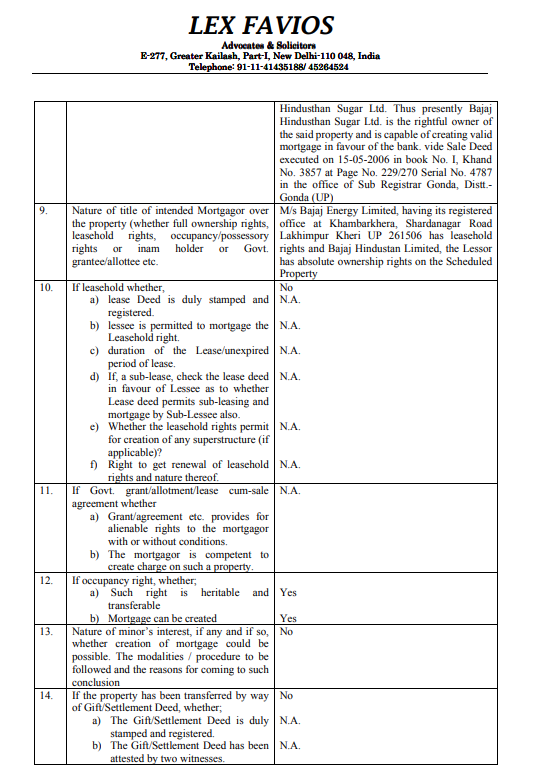 LEX FAVIOS
Advocates & Solicitors
E-277, Greater Kailash, Part-I, New Delhi-110 048, India
Telephone: 91-11-41435188/ 45264524
Hindusthan Sugar Ltd. Thus presently Bajaj
Hindusthan Sugar Ltd. is the rightful owner of
the said property and is capable of creating valid
mortgage in favour of the bank. vide Sale Deed
executed on 15-05-2006 in book No. I, Khand
No. 3857 at Page No. 229/270 Serial No. 4787
in the office of Sub Registrar Gonda, Distt.-
Gonda (UP)
9. Nature of title of intended Mortgagor over
the property (whether full ownership rights,
leasehold rights, occupancy/possessory
rights or inam holder or Govt.
grantee/allottee etc.
M/s Bajaj Energy Limited, having its registered
office at Khambarkhera, Shardanagar Road
Lakhimpur Kheri UP 261506 has leasehold
rights and Bajaj Hindustan Limited, the Lessor
has absolute ownership rights on the Scheduled
Property
10. If leasehold whether, No
a) lease Deed is duly stamped and N.A.
registered.
b) lessee is permitted to mortgage the N.A.
Leasehold right.
c) duration of the Lease/unexpired N.A.
period of lease.
d) If, a sub-lease, check the lease deed N.A.
in favour of Lessee as to whether
Lease deed permits sub-leasing and
mortgage by Sub-Lessee also.
e) Whether the leasehold rights permit N.A.
for creation of any superstructure (if
applicable)?
f) Right to get renewal of leasehold N.A.
rights and nature thereof.
11. If Govt. grant/allotment/lease cum-sale N.A.
agreement whether
a) Grant/agreement etc. provides for
alienable rights to the mortgagor
with or without conditions.
b) The mortgagor is competent to
create charge on such a property.
12. If occupancy right, whether;
a) Such right is heritable and Yes
transferable
b) Mortgage can be created Yes
13. Nature of minor's interest, if any and if so, No
whether creation of mortgage could be
possible. The modalities / procedure to be
followed and the reasons for coming to such
conclusion
14. If the property has been transferred by way No
of Gift/Settlement Deed, whether;
a) The Gift/Settlement Deed is duly N.A.
stamped and registered.
b) The Gift/Settlement Deed has been N.A.
attested by two witnesses.